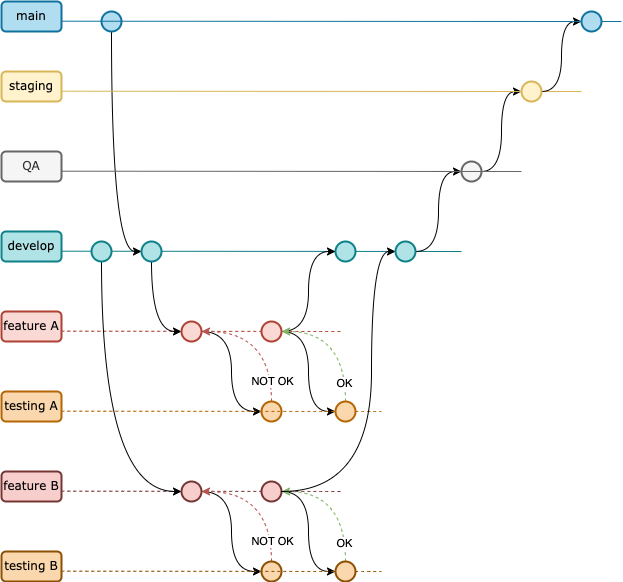 main
staging
QA
develop
feature A
NOT OK
OK
testing A
feature B
NOT OK
OK
testing B